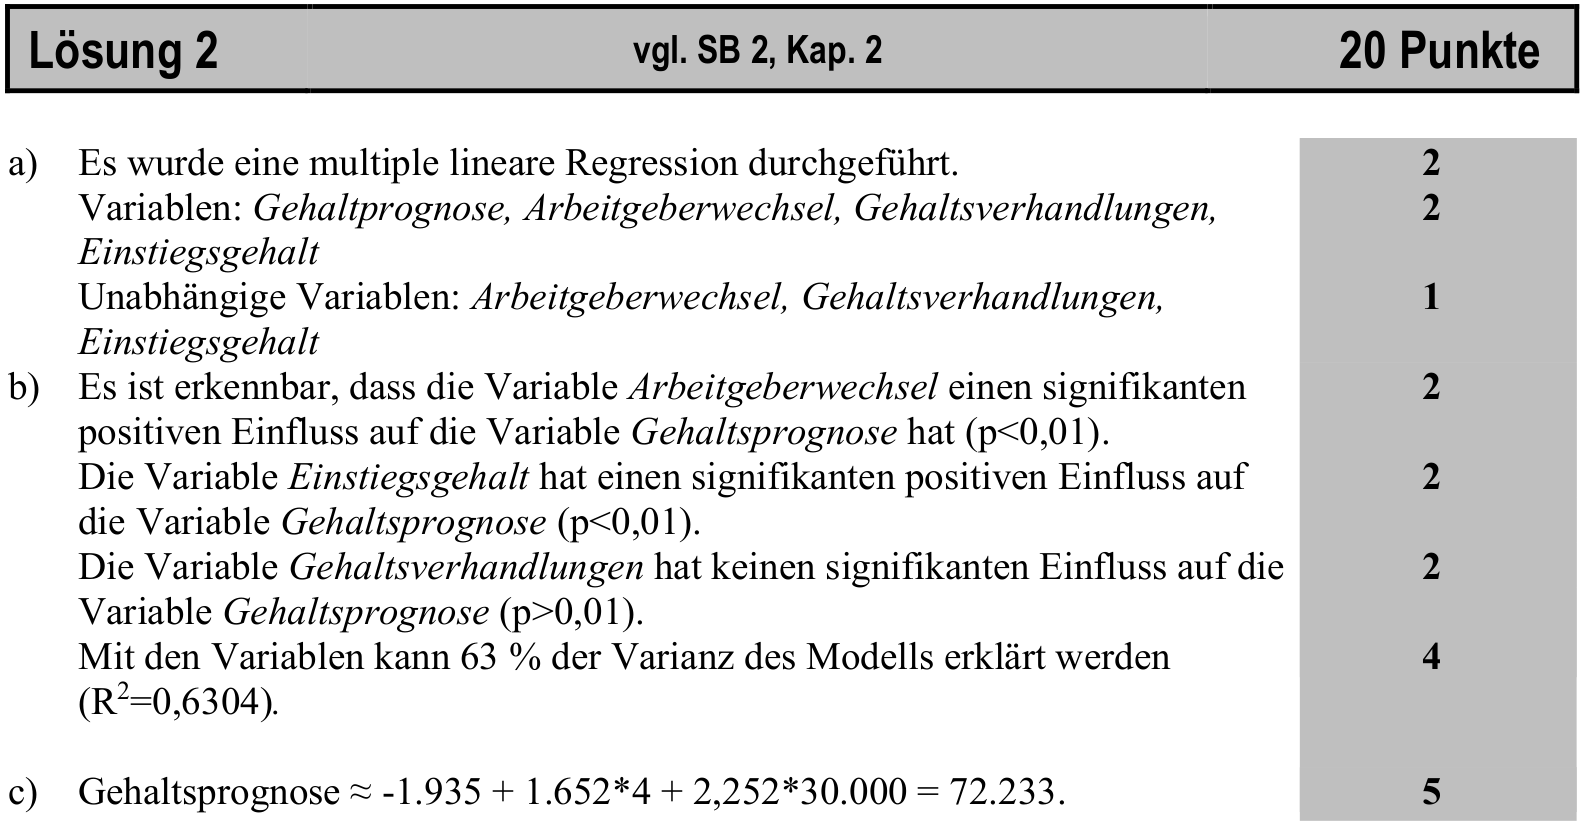 Lösung 2 vgl. SB 2, Kap. 2 20 Punkte
a) Es wurde eine multiple lineare Regression durchgeführt. 2
Variablen: Gehaltprognose, Arbeitgeberwechsel, Gehaltsverhandlungen, 2
Einstiegsgehalt
Unabhängige Variablen: Arbeitgeberwechsel, Gehaltsverhandlungen, 1
Einstiegsgehalt
b) Es ist erkennbar, dass die Variable Arbeitgeberwechsel einen signifikanten 2
positiven Einfluss auf die Variable Gehaltsprognose hat (p<0,01).
Die Variable Einstiegsgehalt hat einen signifikanten positiven Einfluss auf 2
die Variable Gehaltsprognose (p<0,01).
Die Variable Gehaltsverhandlungen hat keinen signifikanten Einfluss auf die 2
Variable Gehaltsprognose (p>0,01).
Mit den Variablen kann 63 % der Varianz des Modells erklärt werden 4
(R²=0,6304).
c) Gehaltsprognose ≈ -1.935 + 1.652*4 + 2,252*30.000 = 72.233. 5